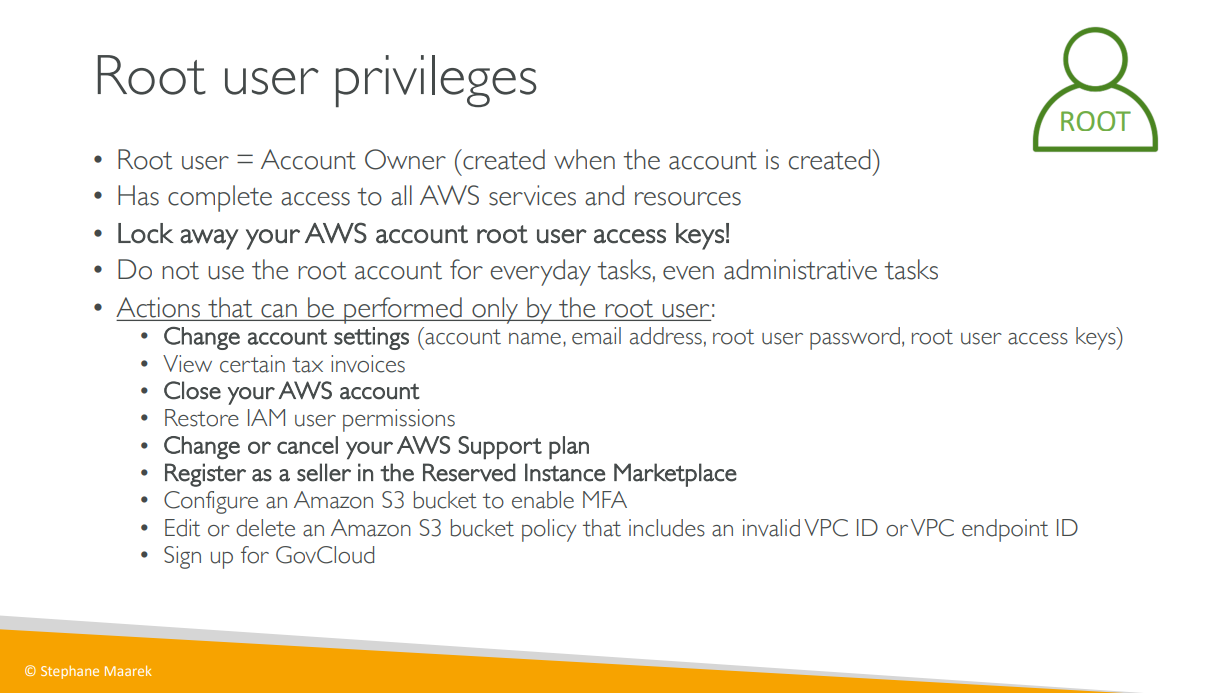 Root user privileges
ROOT
• Root user = Account Owner (created when the account is created)
• Has complete access to all AWS services and resources
• Lock away your AWS account root user access keys!
• Do not use the root account for everyday tasks, even administrative tasks
• Actions that can be performed only by the root user:
• Change account settings (account name, email address, root user password, root user access keys)
• View certain tax invoices
• Close your AWS account
• Restore IAM user permissions
• Change or cancel your AWS Support plan
• Register as a seller in the Reserved Instance Marketplace
• Configure an Amazon S3 bucket to enable MFA
• Edit or delete an Amazon S3 bucket policy that includes an invalid VPC ID or VPC endpoint ID
• Sign up for GovCloud
© Stephane Maarek